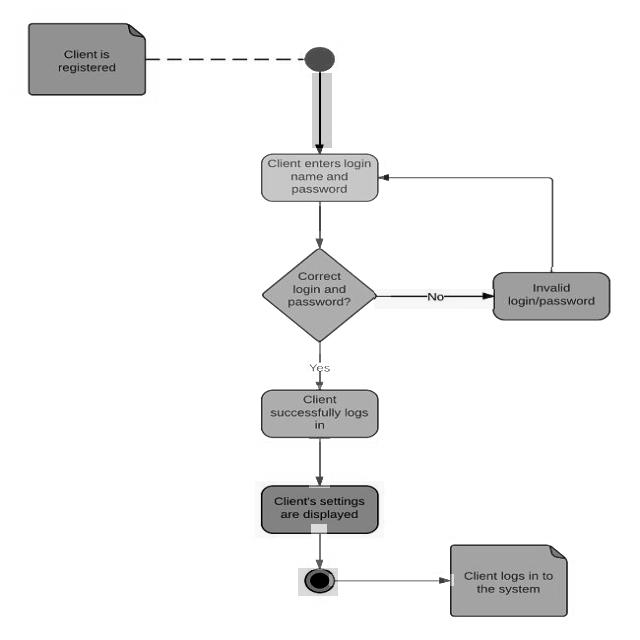 Client is
registered
Client enters login
name and
password
Correct
login and
password?
No
Invalid
login/password
Yes
Client
successfully logs
in
Client's settings
are displayed
Client logs in to
the system